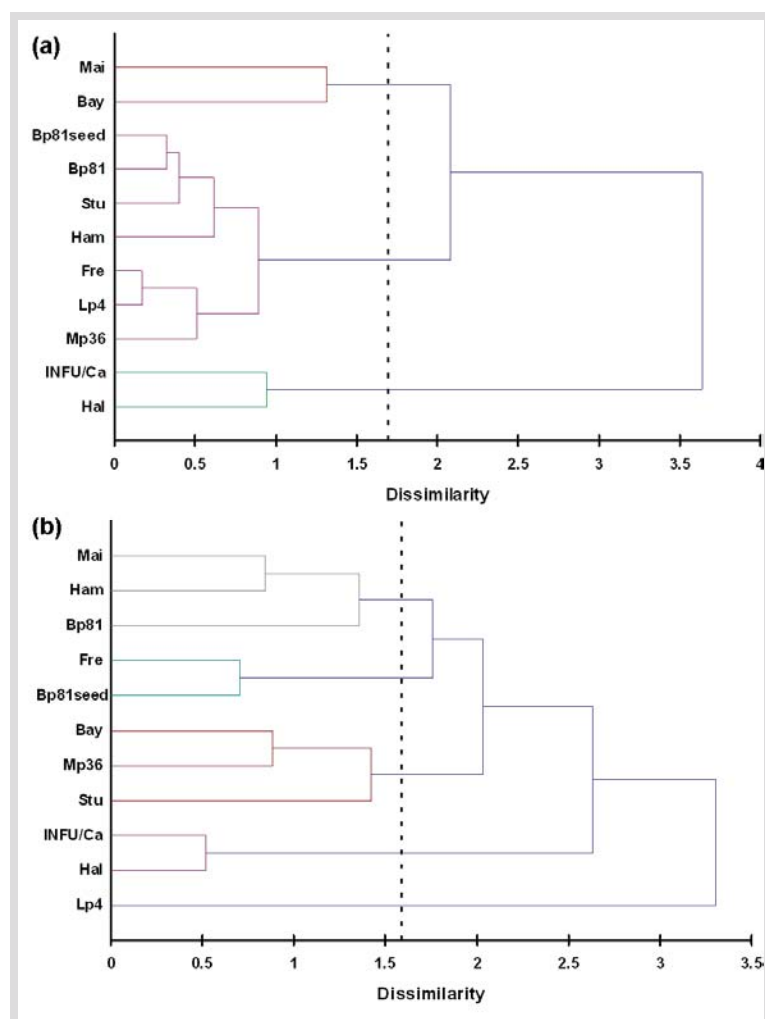 (a)
Mai
Bay
Bp81seed
Bp81
Stu
Ham
Fre
Lp4
Mp36
INFU/Ca
Hal
0 0.5 1 1.5 2 2.5 3 3.5 4
Dissimilarity
(b)
Mai
Ham
Bp81
Fre
Bp81seed
Bay
Mp36
Stu
INFU/Ca
Hal
Lp4
0 0.5 1 1.5 2 2.5 3 3.5
Dissimilarity